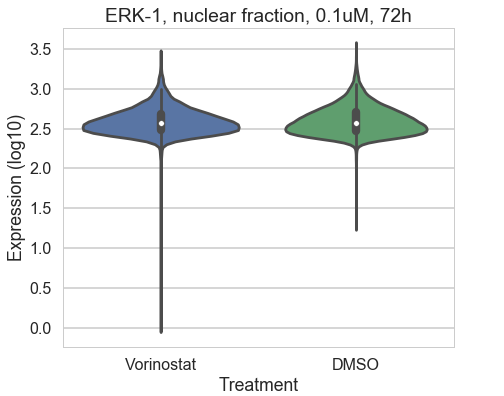 ERK-1, nuclear fraction, 0.1uM, 72h
Expression (log10)
3.5
3.0
2.5
2.0
1.5
1.0
0.5
0.0
Vorinostat DMSO
Treatment